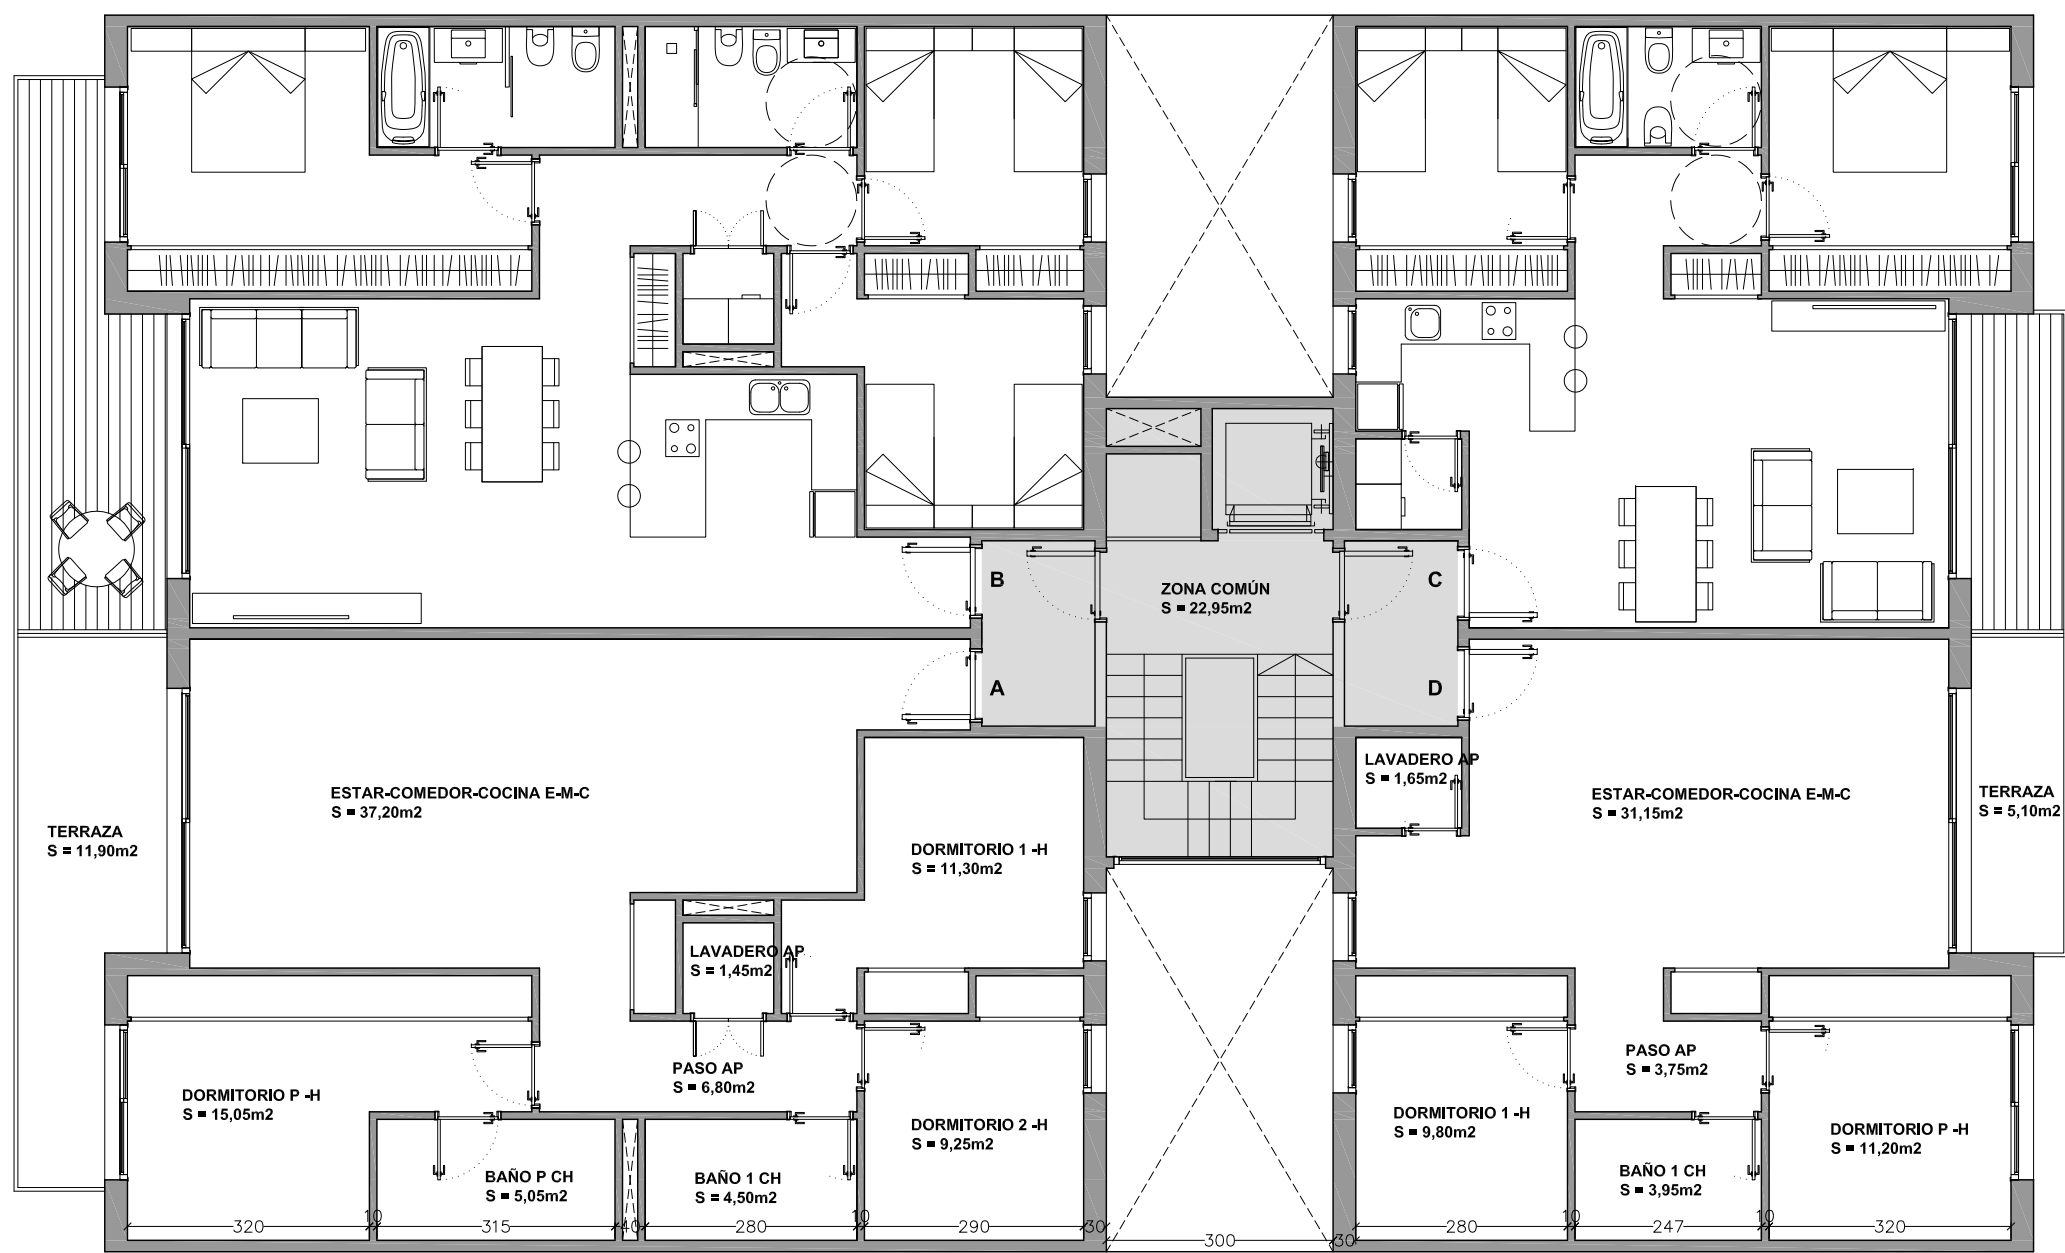 B
C
ZONA COMÚN
S = 22,95m2
A
D
LAVADERO AP
S = 1,65m2
ESTAR-COMEDOR-COCINA E-M-C
S = 37,20m2
ESTAR-COMEDOR-COCINA E-M-C
S = 31,15m2
TERRAZA
S = 5,10m2
TERRAZA
S = 11,90m2
DORMITORIO 1 -H
S = 11,30m2
LAVADERO AP
S = 1,45m2
PASO AP
S = 6,80m2
PASO AP
S = 3,75m2
DORMITORIO P -H
S = 15,05m2
DORMITORIO 2 -H
S = 9,25m2
DORMITORIO 1 -H
S = 9,80m2
DORMITORIO P -H
S = 11,20m2
BAÑO P CH
S = 5,05m2
BAÑO 1 CH
S = 4,50m2
BAÑO 1 CH
S = 3,95m2
320 10 315 40 280 10 290 30 300 30 280 10 247 10 320